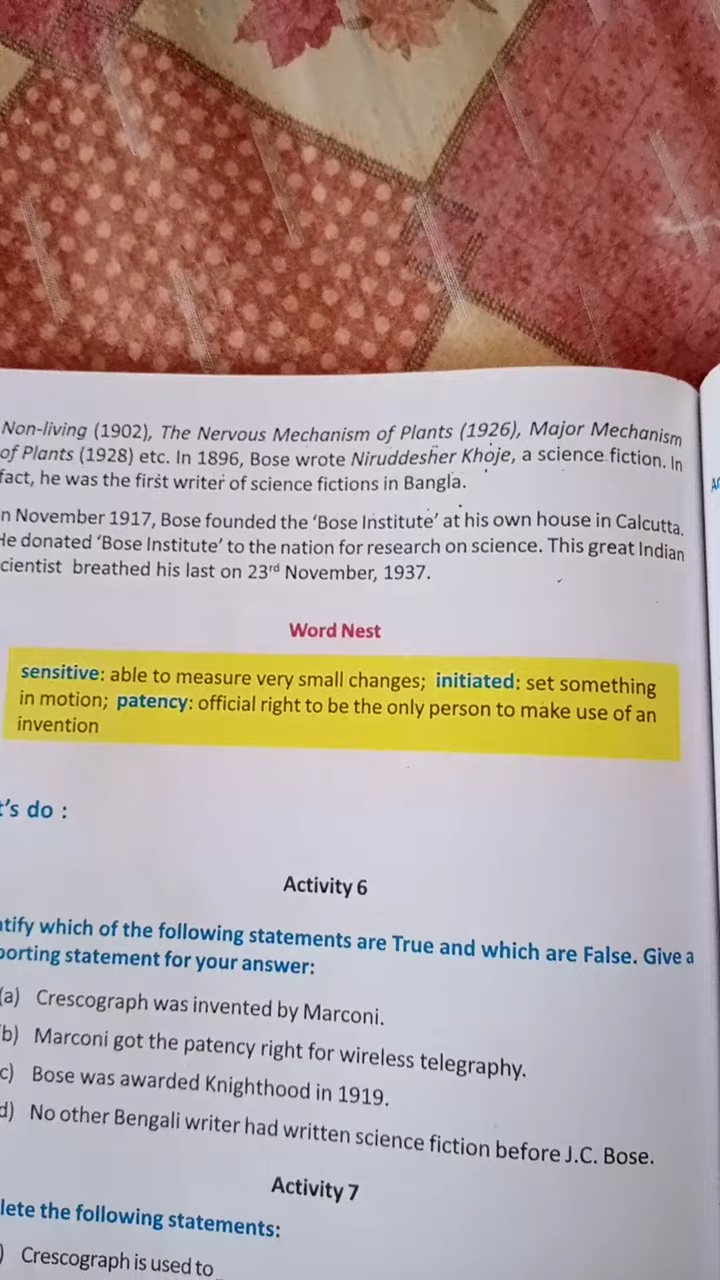 Non-living (1902), The Nervous Mechanism of Plants (1926), Major Mechanism
of Plants (1928) etc. In 1896, Bose wrote Niruddesher Khoje, a science fiction. In
fact, he was the first writer of science fictions in Bangla.
n November 1917, Bose founded the ‘Bose Institute’ at his own house in Calcutta.
He donated ‘Bose Institute’ to the nation for research on science. This great Indian
cientist breathed his last on 23rd November, 1937.
Word Nest
sensitive: able to measure very small changes; initiated: set something
in motion; patency: official right to be the only person to make use of an
invention
t’s do :
Activity 6
ntify which of the following statements are True and which are False. Give a
porting statement for your answer:
(a) Crescograph was invented by Marconi.
b) Marconi got the patency right for wireless telegraphy.
c) Bose was awarded Knighthood in 1919.
d) No other Bengali writer had written science fiction before J.C. Bose.
Activity 7
lete the following statements:
) Crescograph is used to